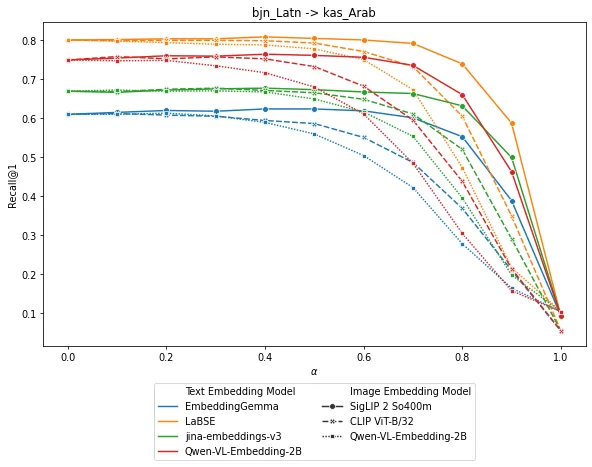 bjn_Latn -> kas_Arab
Recall@1
0.8
0.7
0.6
0.5
0.4
0.3
0.2
0.1
0.0 0.2 0.4 0.6 0.8 1.0
α
Text Embedding Model Image Embedding Model
EmbeddingGemma SigLIP 2 So400m
LaBSE CLIP ViT-B/32
jina-embeddings-v3 Qwen-VL-Embedding-2B
Qwen-VL-Embedding-2B